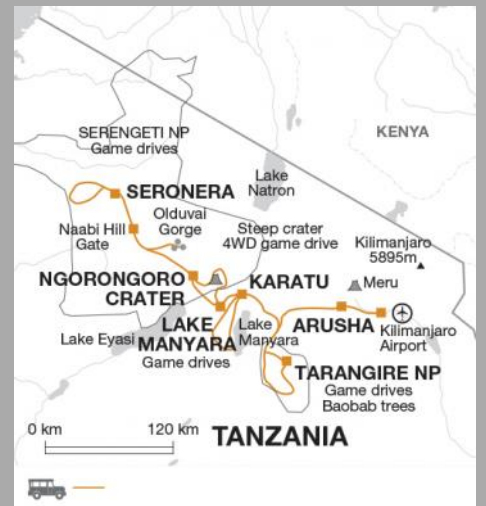 SERENGETI NP
Game drives
KENYA
Lake
Natron
SERONERA
Olduvai
Gorge
Naabi Hill
Gate
Steep crater
4WD game drive
Kilimanjaro
5895m
NGORONGORO
CRATER
KARATU
Meru
LAKE
MANYARA
Game drives
Lake
Manyara
Lake Eyasi
ARUSHA
Kilimanjaro
Airport
TARANGIRE NP
Game drives
Baobab trees
0 km
120 km
TANZANIA